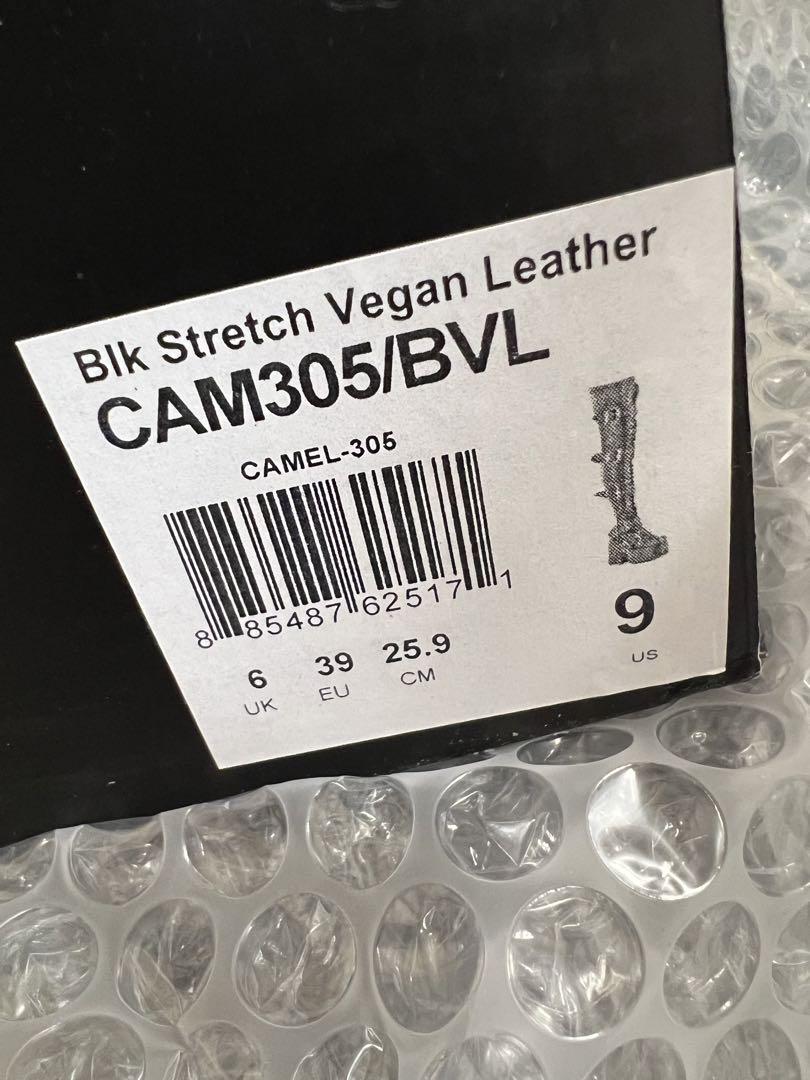 Blk Stretch Vegan Leather
CAM305/BVL
CAMEL-305
8 85487 62517 1
6 39 25.9 9
UK EU CM US